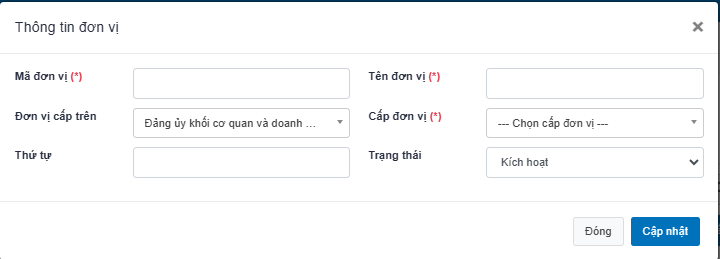 Thông tin đơn vị ×
Mã đơn vị (*) Tên đơn vị (*)
Đơn vị cấp trên Đảng ủy khối cơ quan và doanh ... Cấp đơn vị (*) --- Chọn cấp đơn vị ---
Thứ tự Trạng thái Kích hoạt
Đóng Cập nhật